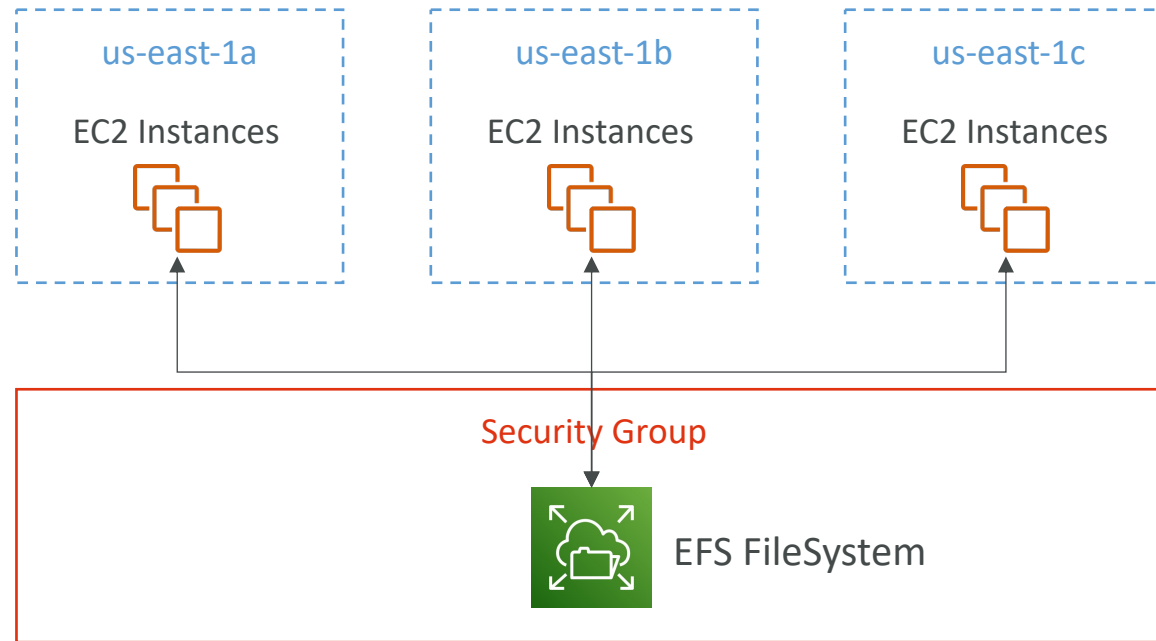 us-east-1a
us-east-1b
us-east-1c
EC2 Instances
EC2 Instances
EC2 Instances
Security Group
EFS FileSystem